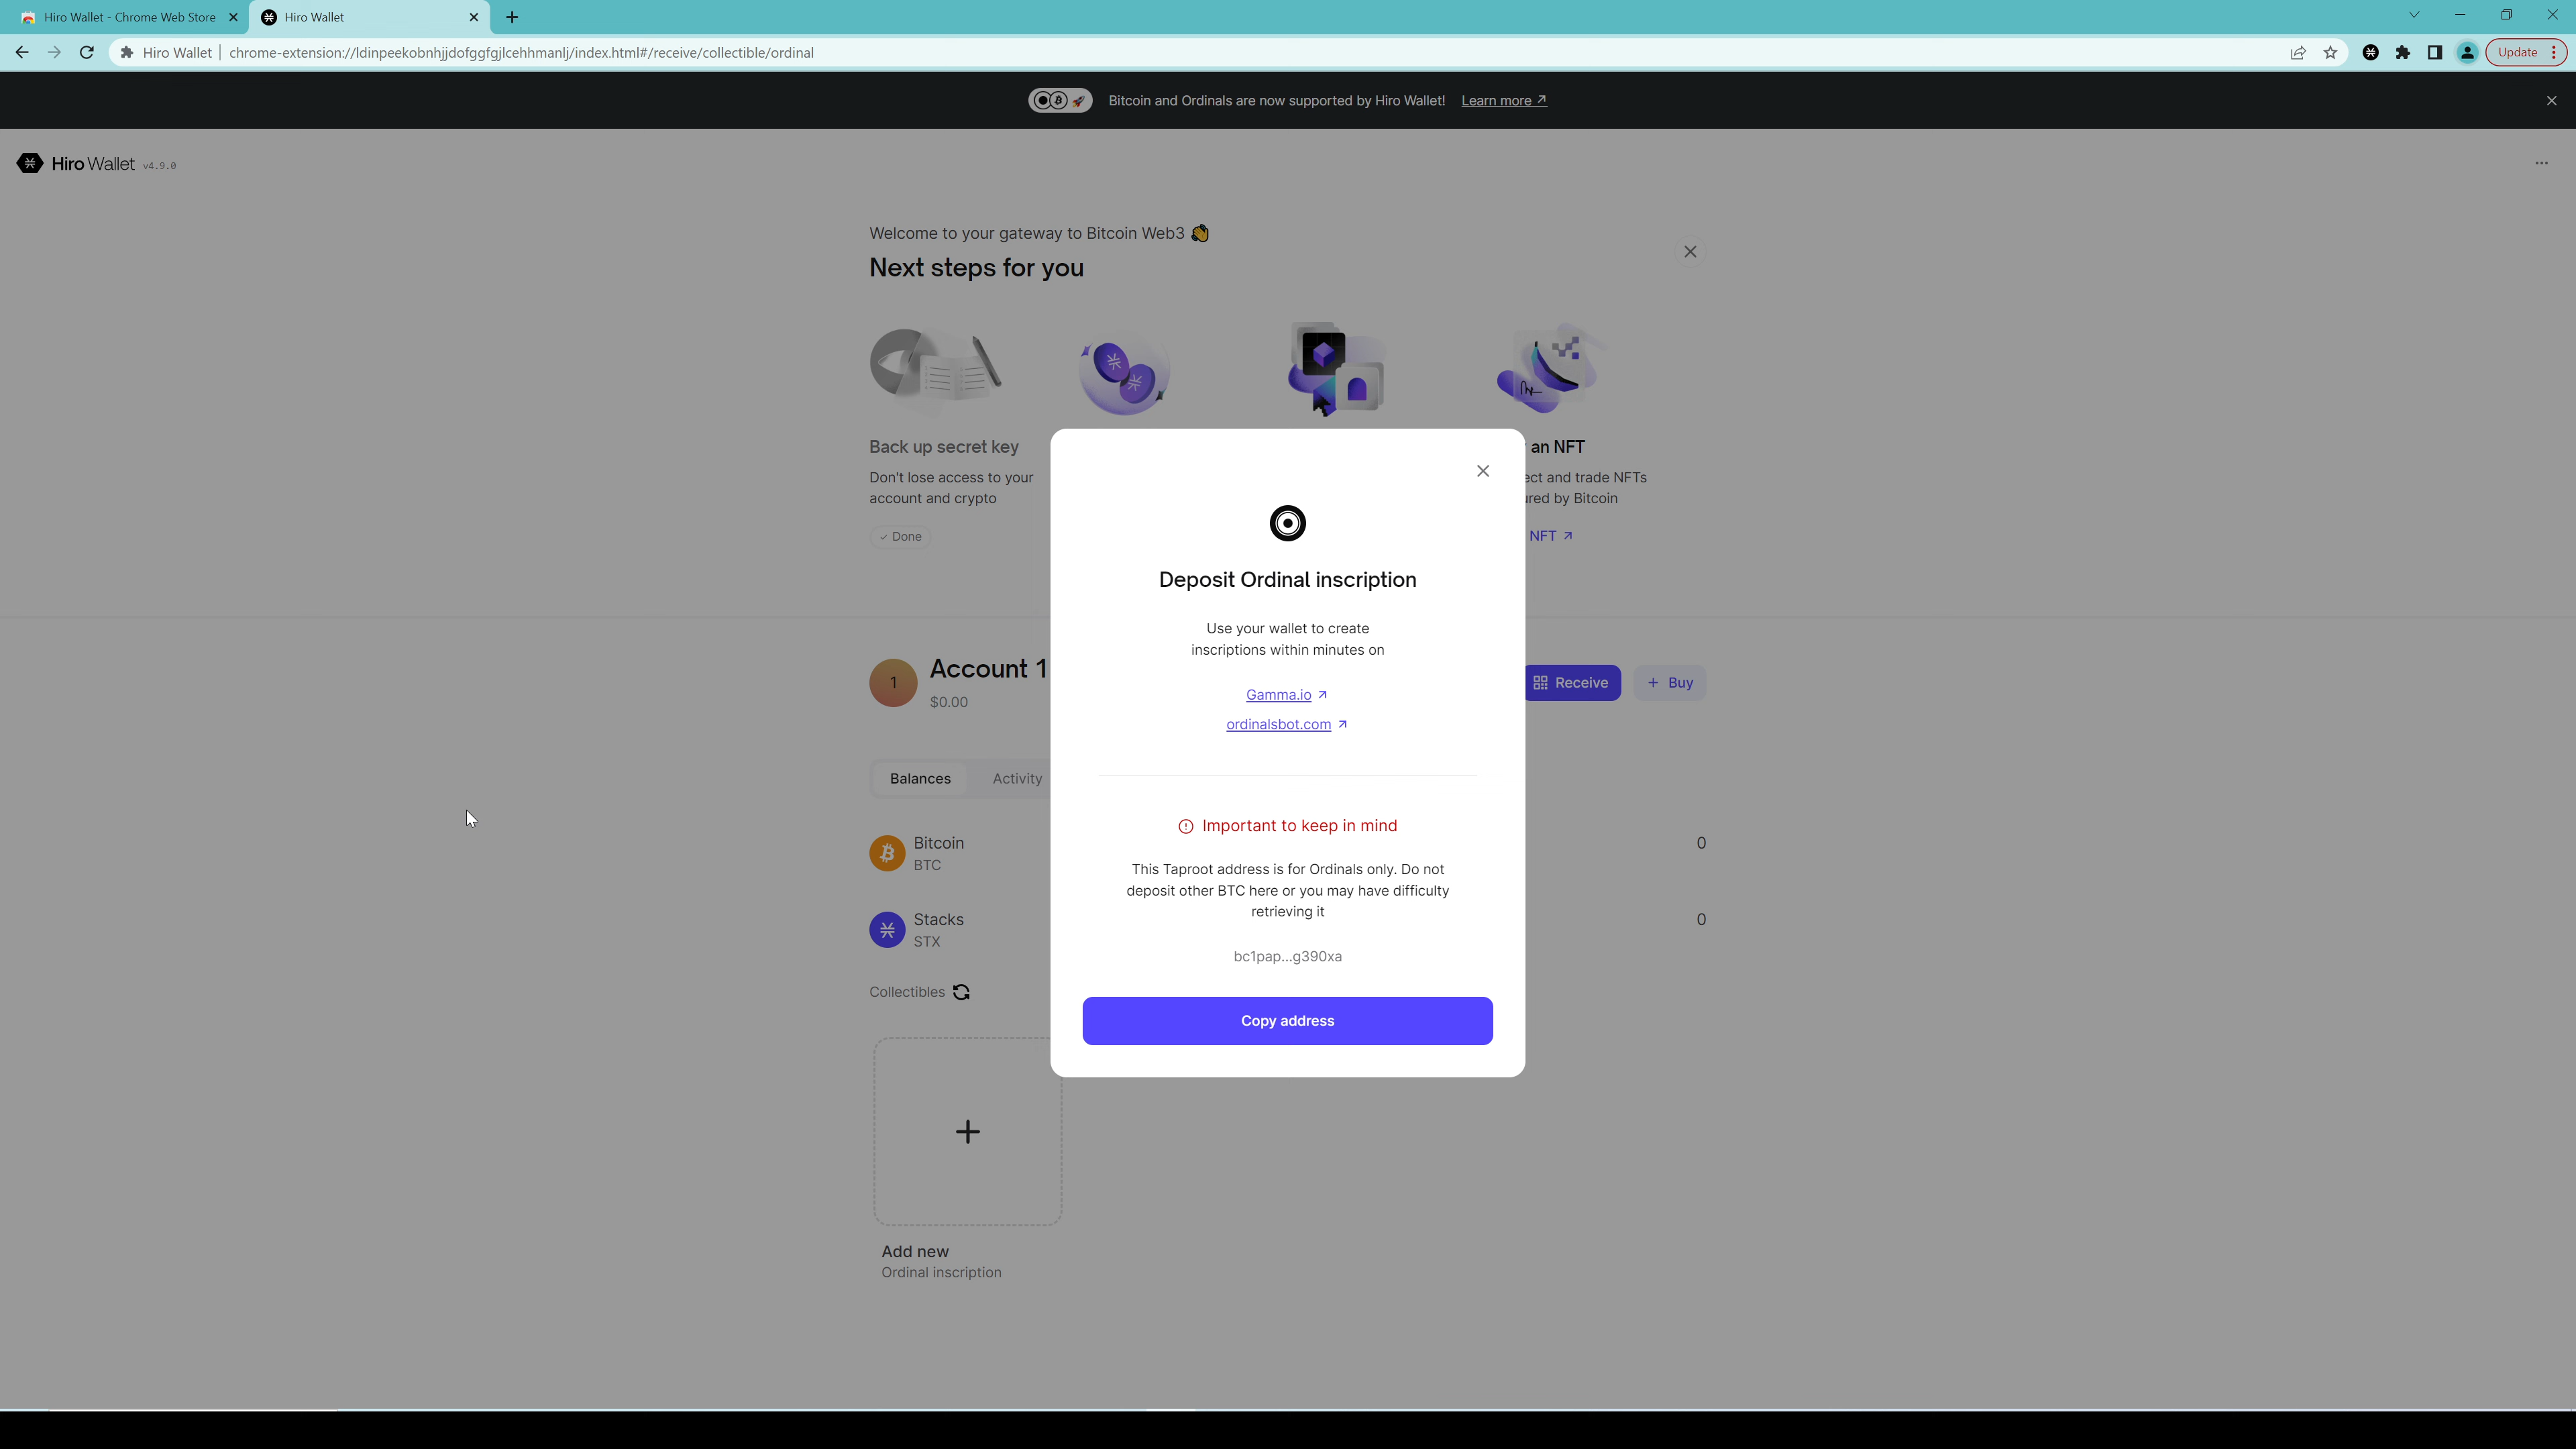 Hiro Wallet - Chrome Web Store
Hiro Wallet
Hiro Wallet
chrome-extension://ldinpeekobnhjjdofggfgjlcehhmanlj/index.html#/receive/collectible/ordinal
Update
Bitcoin and Ordinals are now supported by Hiro Wallet! Learn more
Hiro Wallet v4.9.0
Welcome to your gateway to Bitcoin Web3
Next steps for you
Back up secret key
Don't lose access to your
account and crypto
Done
an NFT
ect and trade NFTs
ured by Bitcoin
NFT
Deposit Ordinal inscription
Use your wallet to create
inscriptions within minutes on
Gamma.io
ordinalsbot.com
Important to keep in mind
This Taproot address is for Ordinals only. Do not
deposit other BTC here or you may have difficulty
retrieving it
bc1pap...g390xa
Copy address
1
Account 1
$0.00
Receive
+ Buy
Balances
Activity
Bitcoin
BTC
0
Stacks
STX
0
Collectibles
Add new
Ordinal inscription